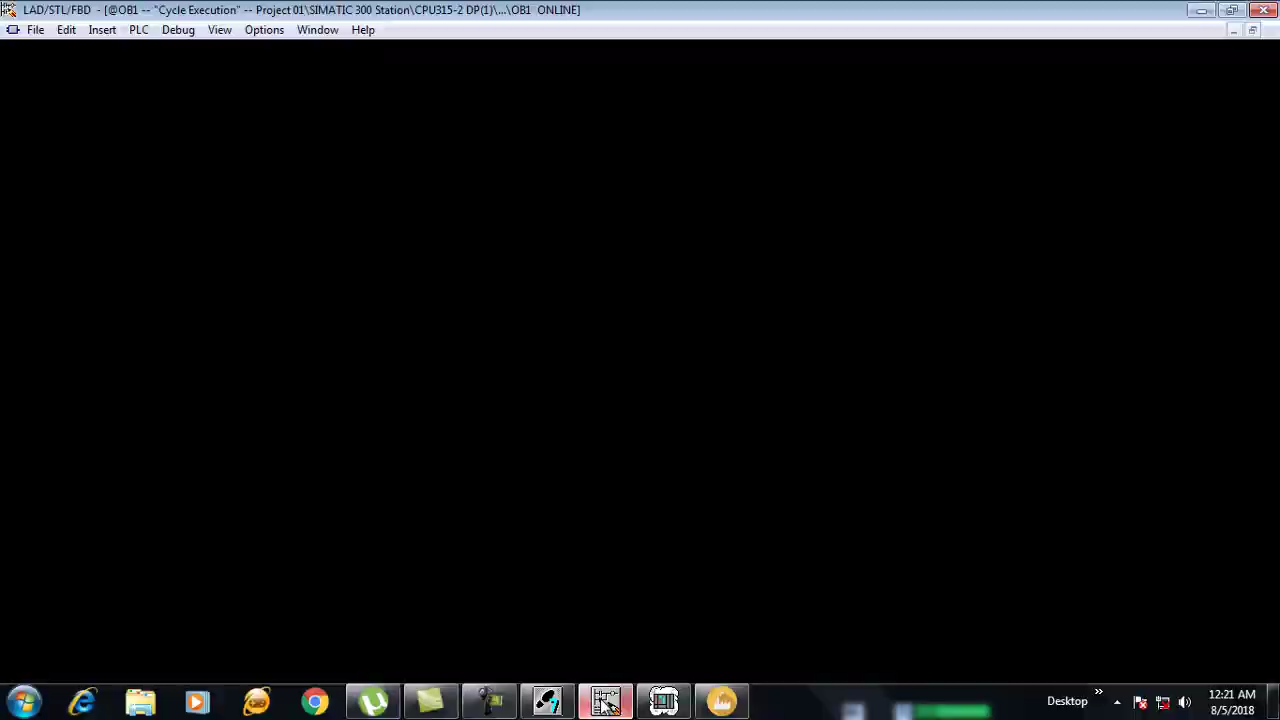 LAD/STL/FBD - [@OB1 -- "Cycle Execution" -- Project 01\SIMATIC 300 Station\CPU315-2 DP(1)\...\OB1 ONLINE]
File Edit Insert PLC Debug View Options Window Help
Desktop
12:21 AM
8/5/2018